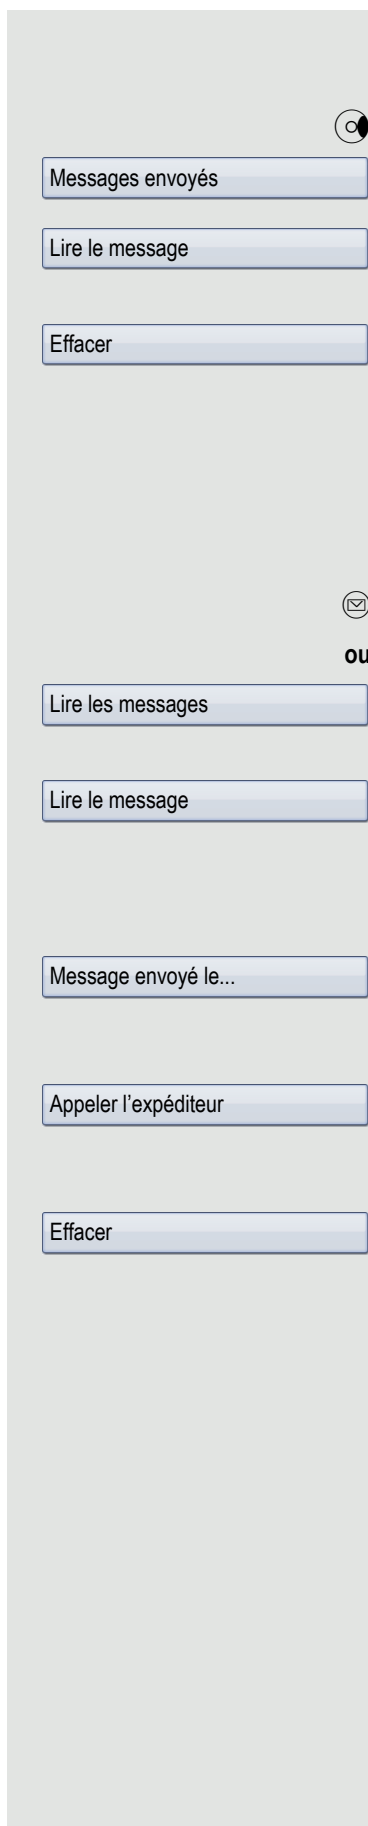 Messages envoyés
Lire le message
Effacer
ou
Lire les messages
Lire le message
Message envoyé le...
Appeler l’expéditeur
Effacer